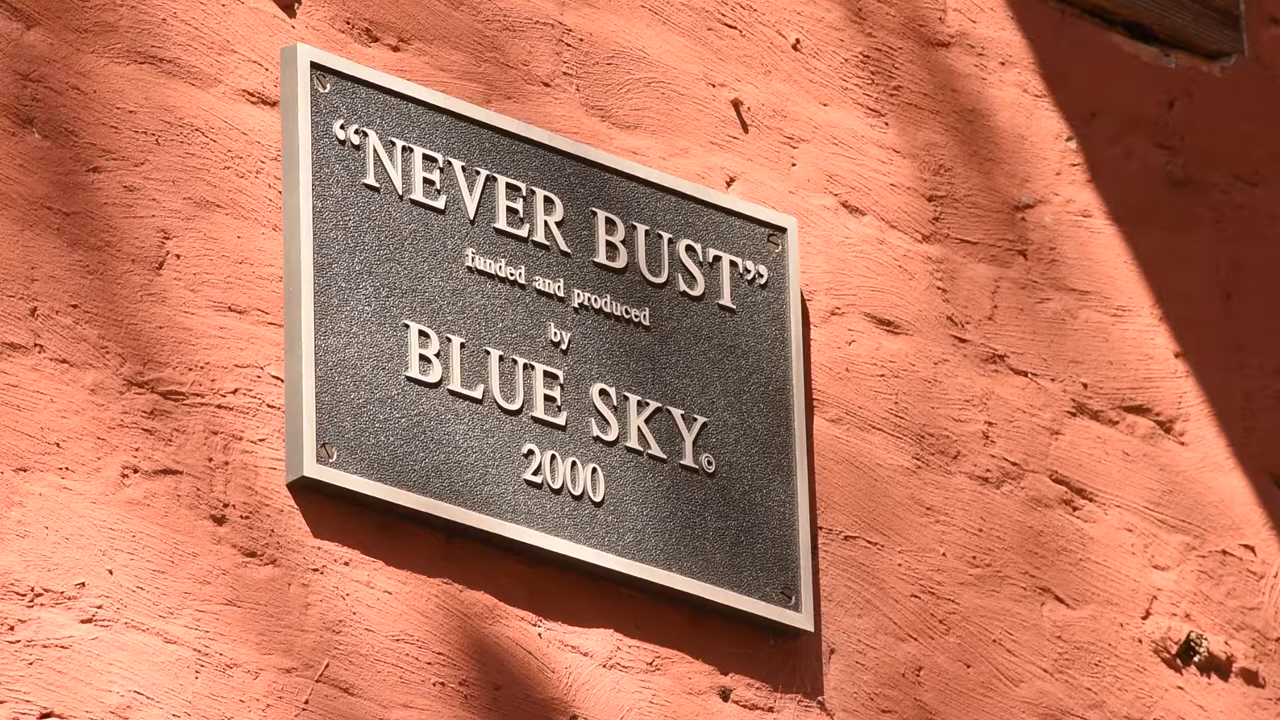 “NEVER BUST”
funded and produced
by
BLUE SKY©
2000